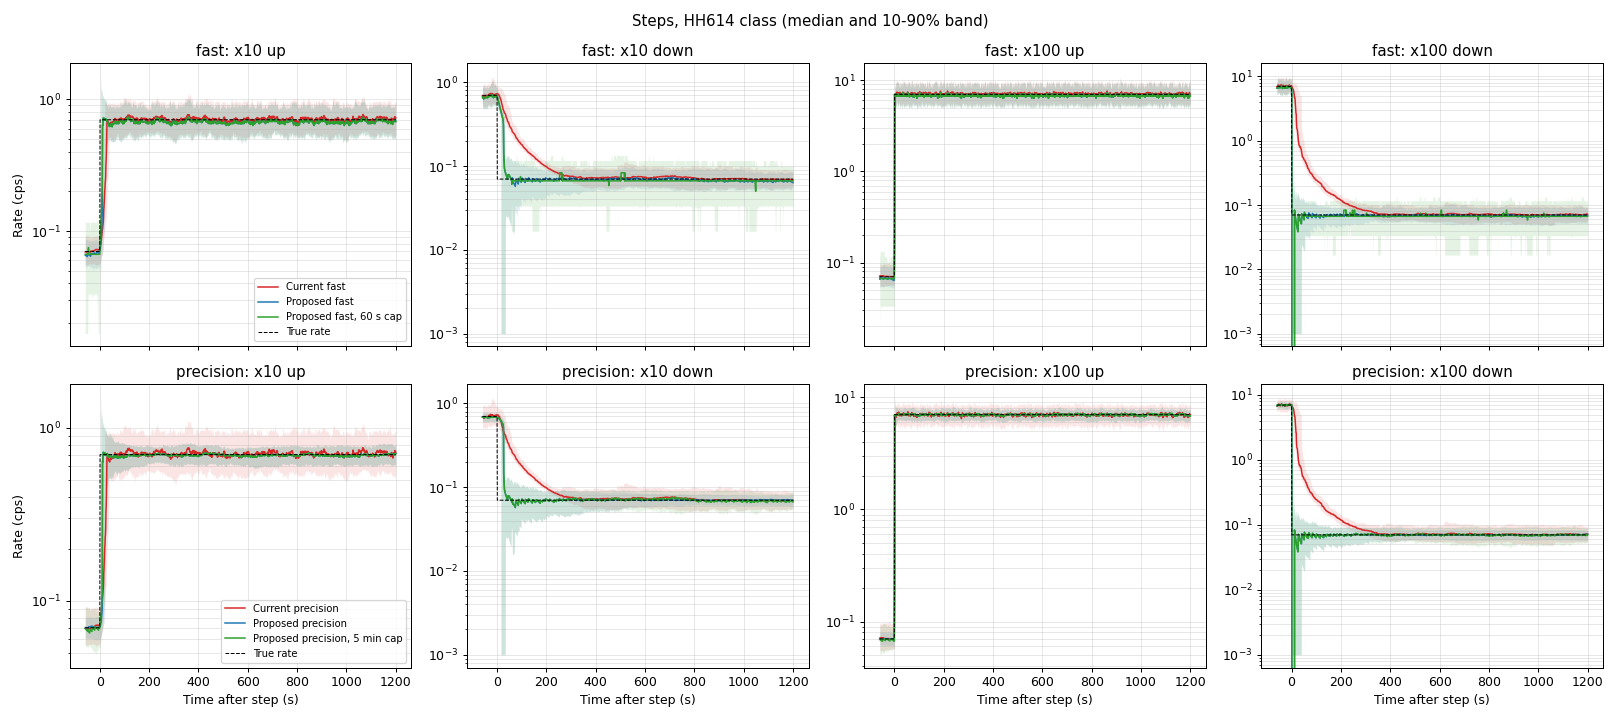 Steps, HH614 class (median and 10-90% band)
fast: x10 up
fast: x10 down
fast: x100 up
fast: x100 down
Rate (cps)
10⁰
10⁻¹
0 200 400 600 800 1000 1200
Current fast
Proposed fast
Proposed fast, 60 s cap
True rate
10⁰
10⁻¹
10⁻²
10⁻³
10¹
10⁰
10⁻¹
10¹
10⁰
10⁻¹
10⁻²
10⁻³
precision: x10 up
precision: x10 down
precision: x100 up
precision: x100 down
Rate (cps)
10⁰
10⁻¹
Current precision
Proposed precision
Proposed precision, 5 min cap
True rate
0 200 400 600 800 1000 1200
Time after step (s)
10⁰
10⁻¹
10⁻²
10⁻³
0 200 400 600 800 1000 1200
Time after step (s)
10¹
10⁰
10⁻¹
0 200 400 600 800 1000 1200
Time after step (s)
10¹
10⁰
10⁻¹
10⁻²
10⁻³
0 200 400 600 800 1000 1200
Time after step (s)